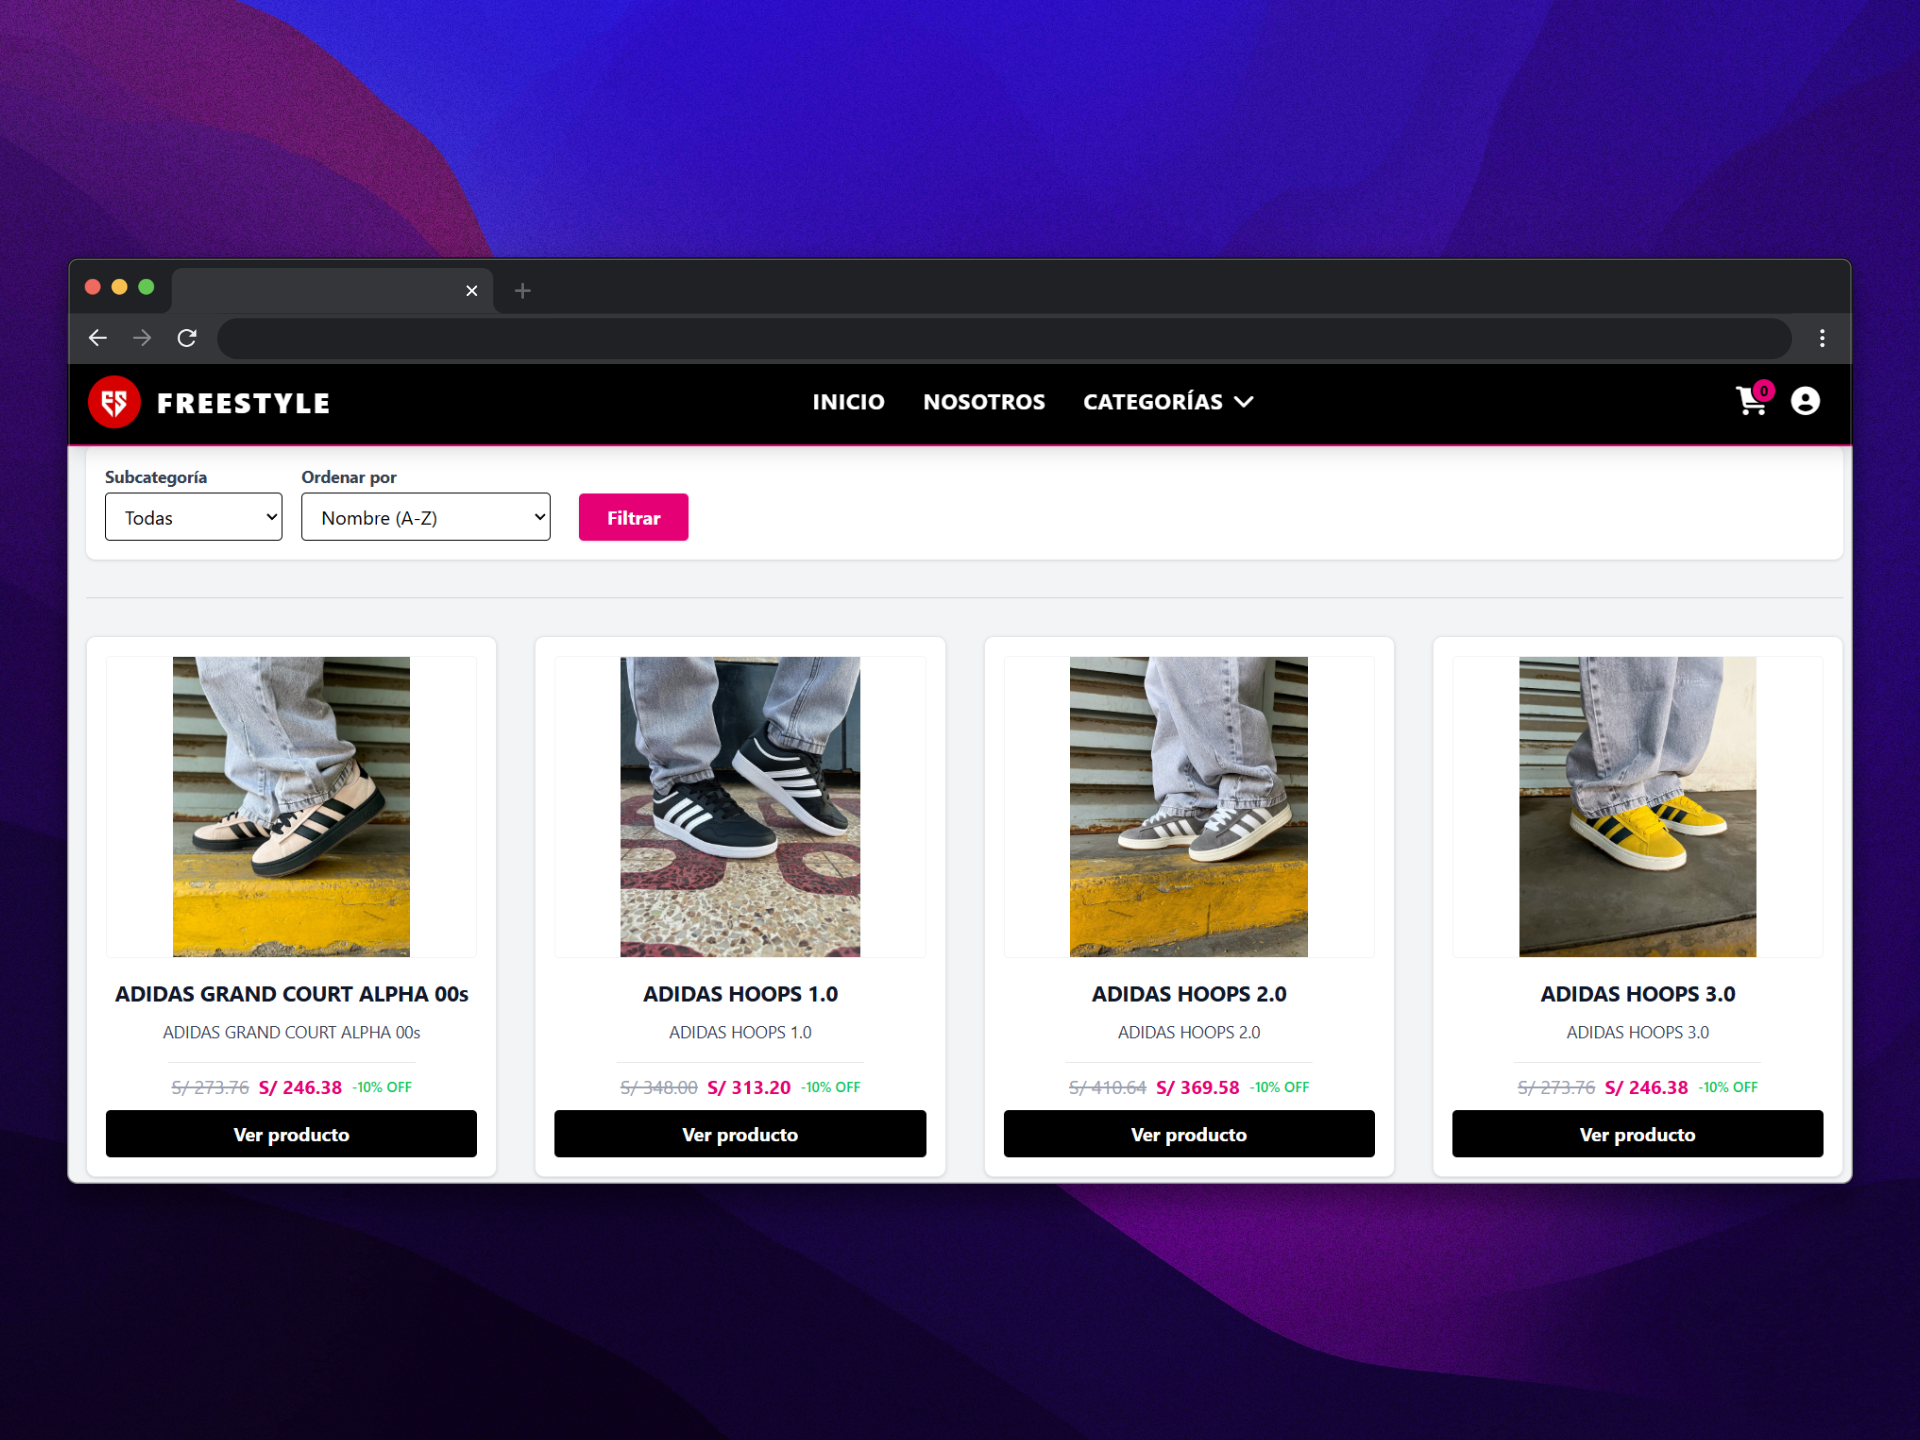 FS FREESTYLE INICIO NOSOTROS CATEGORÍAS 0
Subcategoría Ordenar por
Todas Nombre (A-Z) Filtrar
ADIDAS GRAND COURT ALPHA 00s
ADIDAS GRAND COURT ALPHA 00s
S/ 273.76 S/ 246.38 -10% OFF
Ver producto
ADIDAS HOOPS 1.0
ADIDAS HOOPS 1.0
S/ 348.00 S/ 313.20 -10% OFF
Ver producto
ADIDAS HOOPS 2.0
ADIDAS HOOPS 2.0
S/ 410.64 S/ 369.58 -10% OFF
Ver producto
ADIDAS HOOPS 3.0
ADIDAS HOOPS 3.0
S/ 273.76 S/ 246.38 -10% OFF
Ver producto